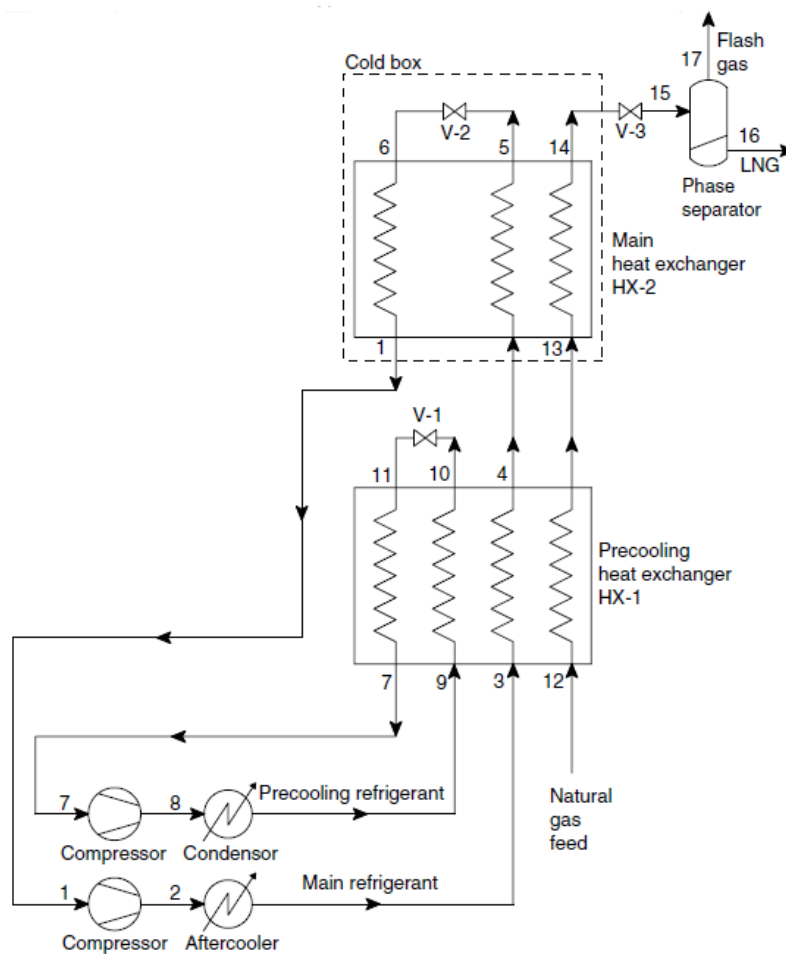 17
Flash
gas
Cold box
15
V-2
V-3
16
LNG
6
5
14
Phase
separator
Main
heat exchanger
HX-2
1
13
V-1
11
10
4
Precooling
heat exchanger
HX-1
7
9
3
12
7
8
Precooling refrigerant
Natural
gas
feed
Compressor
Condensor
1
2
Main refrigerant
Compressor
Aftercooler